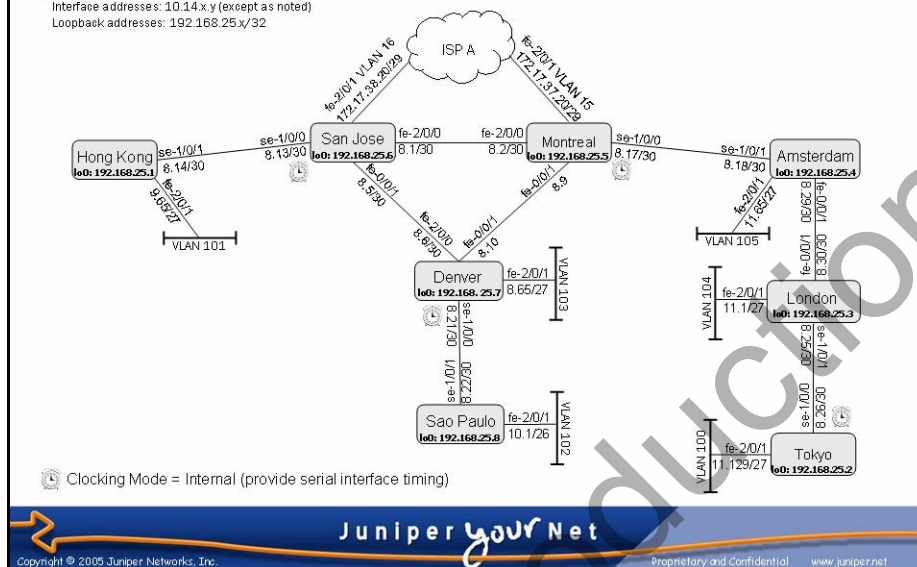 Interface addresses: 10.14.x.y (except as noted)
Loopback addresses: 192.168.25.x/32
ISP A
fe-2/0/1 VLAN 16
172.17.38.20/29
fe-2/0/1 VLAN 15
172.17.37.20/29
Hong Kong
lo0: 192.168.25.1
se-1/0/1
8.14/30
se-1/0/0
8.13/30
San Jose
lo0: 192.168.25.6
fe-2/0/0
8.1/30
fe-2/0/0
8.2/30
Montreal
lo0: 192.168.25.5
se-1/0/0
8.17/30
se-1/0/1
8.18/30
Amsterdam
lo0: 192.168.25.4
fe-2/0/1
9.65/27
VLAN 101
fe-0/0/1
8.5/30
fe-2/0/0
8.6/30
fe-0/0/1
8.9
fe-0/0/1
8.10
fe-2/0/1
11.65/27
VLAN 105
fe-0/0/1
8.29/30
fe-0/0/1
8.30/30
Denver
lo0: 192.168. 25.7
fe-2/0/1
8.65/27
VLAN 103
VLAN 104
fe-2/0/1
11.1/27
London
lo0: 192.168.25.3
se-1/0/0
8.21/30
se-1/0/1
8.22/30
se-1/0/1
8.25/30
se-1/0/0
8.26/30
Sao Paulo
lo0: 192.168.25.8
fe-2/0/1
10.1/26
VLAN 102
VLAN 100
fe-2/0/1
11.129/27
Tokyo
lo0: 192.168.25.2
Clocking Mode = Internal (provide serial interface timing)
Juniper your Net
Copyright © 2005 Juniper Networks, Inc.
Proprietary and Confidential
www.juniper.net